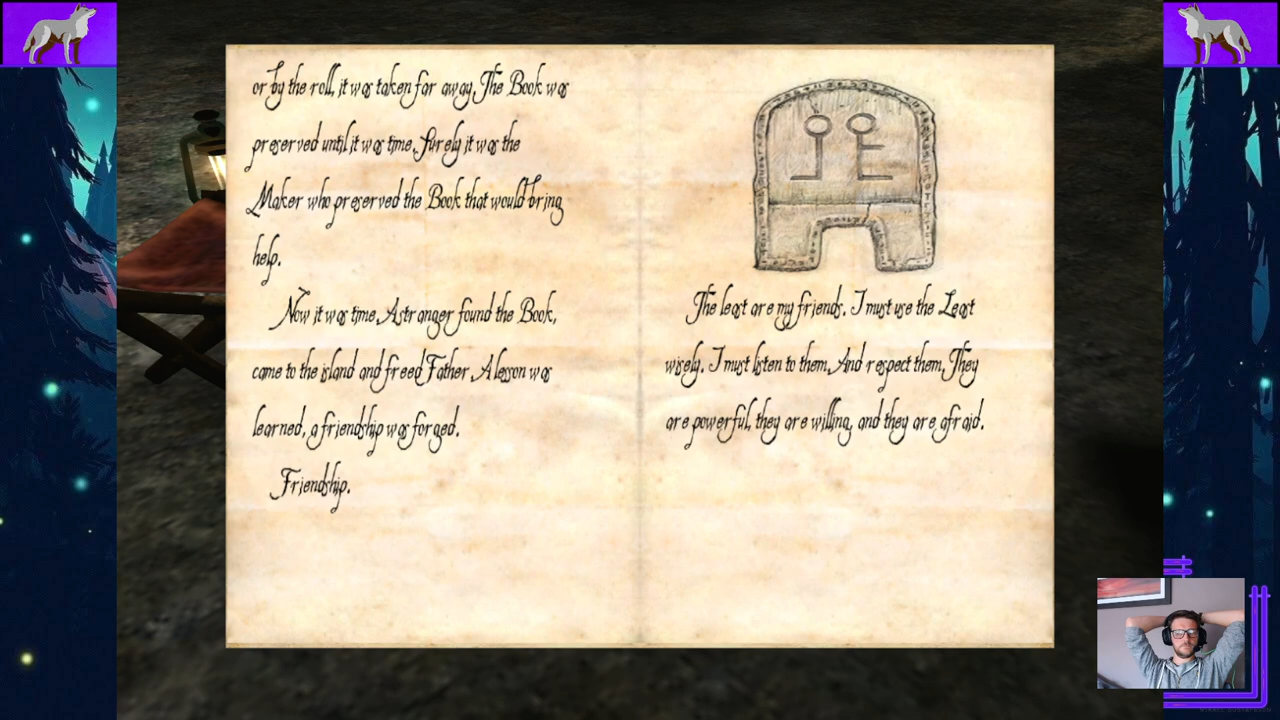 or by the roll, it was taken far away. The Book was
preserved until it was time. Surely it was the
Maker who preserved the Book that would bring
help.
Now it was time. A stranger found the Book,
came to the island and freed Father. A lesson was
learned, a friendship was forged.
Friendship.
The least are my friends. I must use the Least
wisely. I must listen to them. And respect them. They
are powerful, they are willing, and they are afraid.